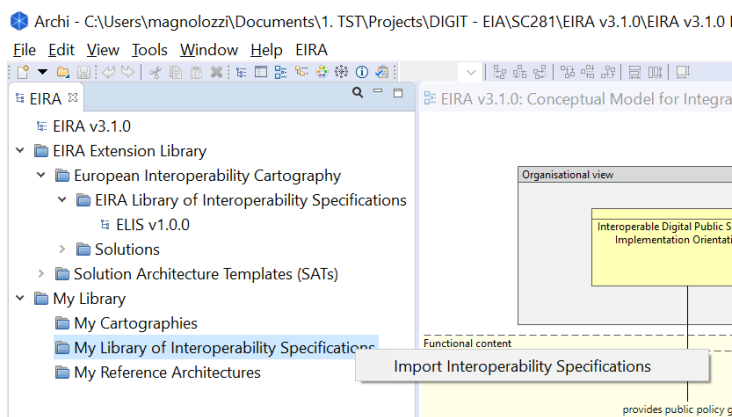 Archi - C:\Users\magnolozzi\Documents\1. TST\Projects\DIGIT - EIA\SC281\EIRA v3.1.0\EIRA v3.1.0
File Edit View Tools Window Help EIRA
EIRA
EIRA v3.1.0: Conceptual Model for Integra
EIRA v3.1.0
EIRA Extension Library
European Interoperability Cartography
EIRA Library of Interoperability Specifications
ELIS v1.0.0
Solutions
Solution Architecture Templates (SATs)
My Library
My Cartographies
My Library of Interoperability Specifications
My Reference Architectures
Import Interoperability Specifications
Organisational view
Interoperable Digital Public S
Implementation Orientati
Functional content
provides public policy g